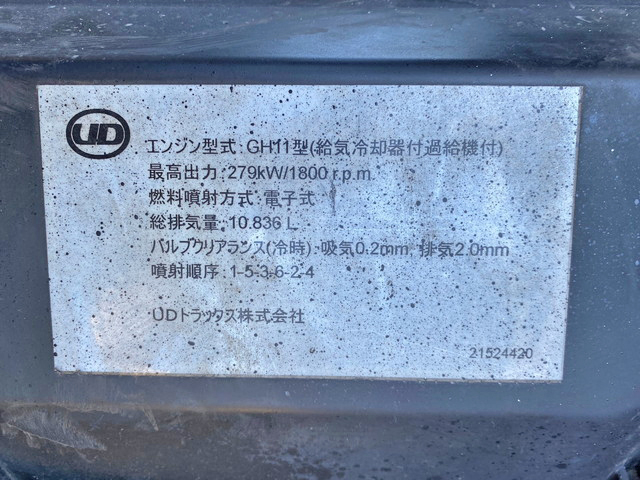 UD
エンジン型式:GH11型(給気冷却器付過給機付)
最高出力:279kW/1800 r.p.m
燃料噴射方式:電子式
総排気量:10.836 L
バルブクリアランス(冷時):吸気0.2mm, 排気2.0mm
噴射順序:1-5-3-6-2-4
UDトラックス株式会社
21524420